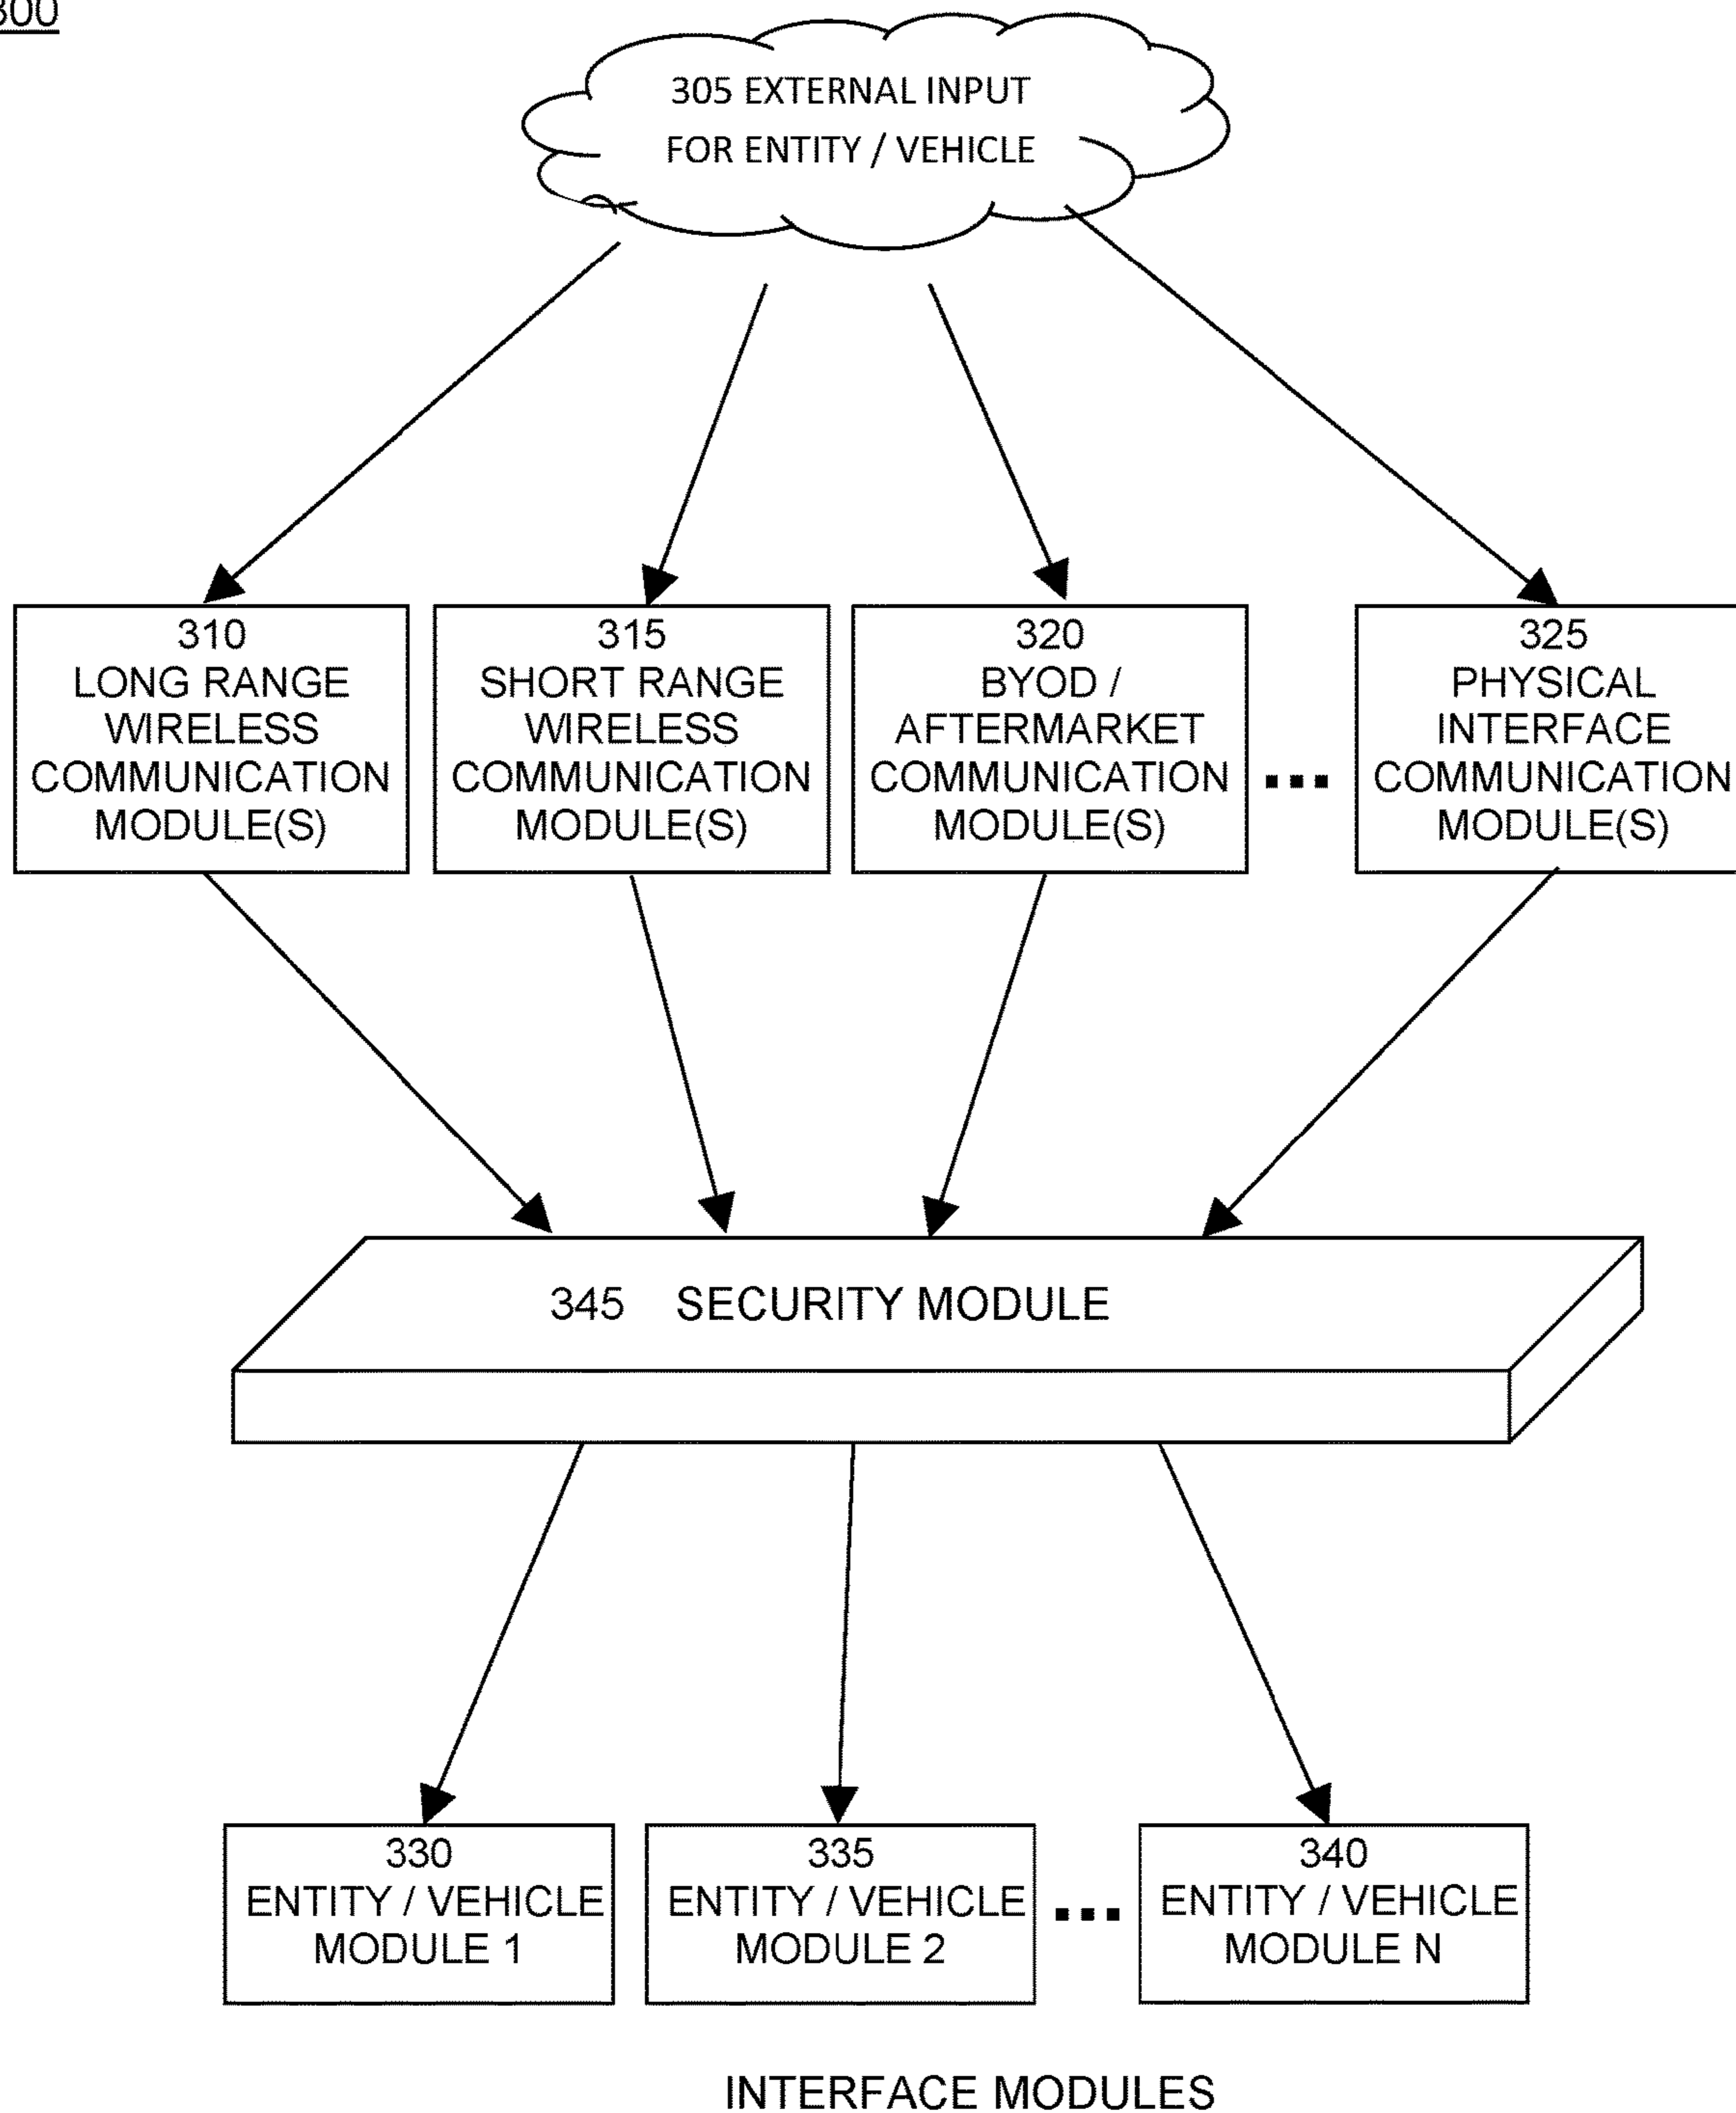 300
305 EXTERNAL INPUT
FOR ENTITY / VEHICLE
310
LONG RANGE
WIRELESS
COMMUNICATION
MODULE(S)
315
SHORT RANGE
WIRELESS
COMMUNICATION
MODULE(S)
320
BYOD /
AFTERMARKET
COMMUNICATION
MODULE(S)
...
325
PHYSICAL
INTERFACE
COMMUNICATION
MODULE(S)
345 SECURITY MODULE
330
ENTITY / VEHICLE
MODULE 1
335
ENTITY / VEHICLE
MODULE 2
...
340
ENTITY / VEHICLE
MODULE N
INTERFACE MODULES